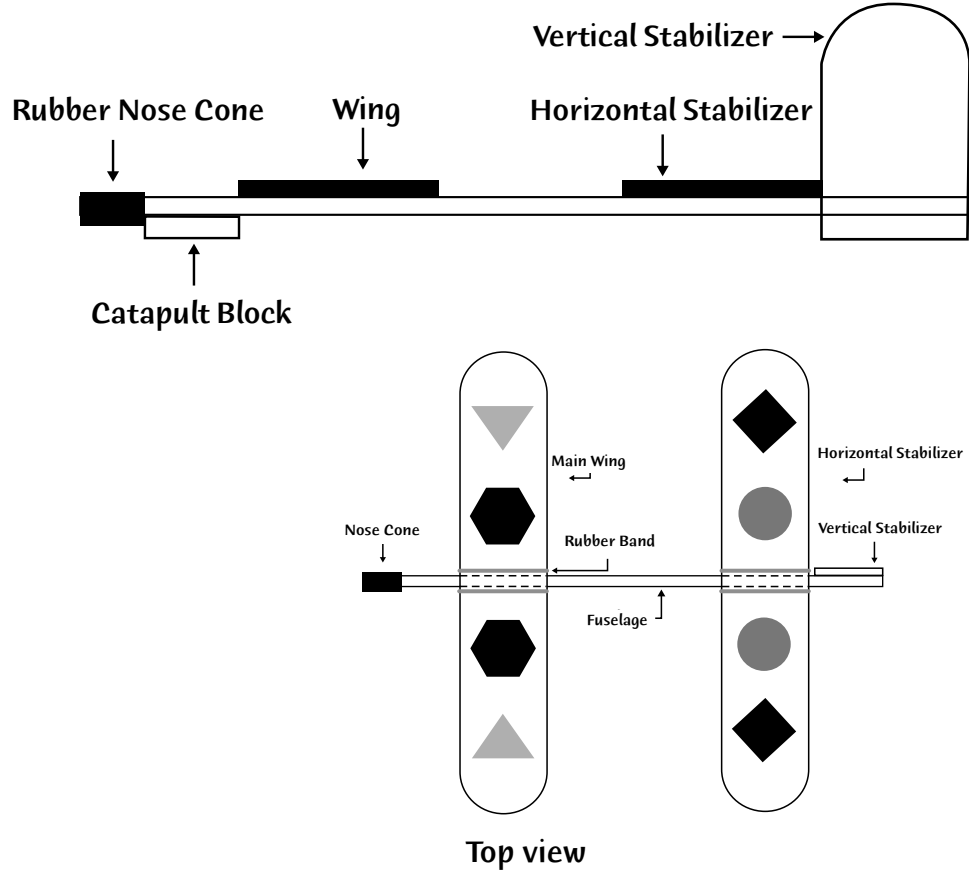 Vertical Stabilizer
Rubber Nose Cone
Wing
Horizontal Stabilizer
Catapult Block
Main Wing
Horizontal Stabilizer
Nose Cone
Rubber Band
Vertical Stabilizer
Fuselage
Top view